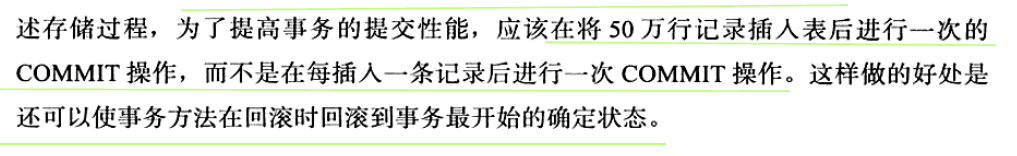 述存储过程，为了提高事务的提交性能，应该在将 50 万行记录插入表后进行一次的
COMMIT 操作，而不是在每插入一条记录后进行一次 COMMIT 操作。这样做的好处是
还可以使事务方法在回滚时回滚到事务最开始的确定状态。